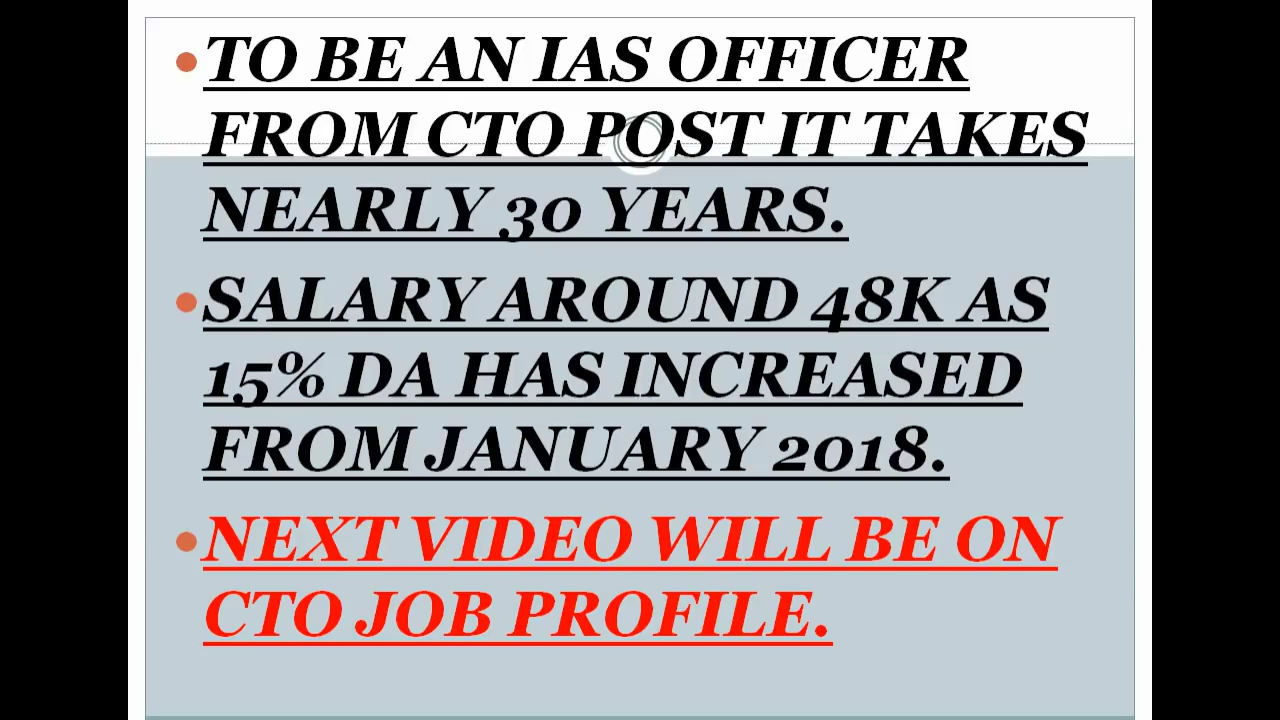 TO BE AN IAS OFFICER
FROM CTO POST IT TAKES
NEARLY 30 YEARS.
SALARY AROUND 48K AS
15% DA HAS INCREASED
FROM JANUARY 2018.
NEXT VIDEO WILL BE ON
CTO JOB PROFILE.